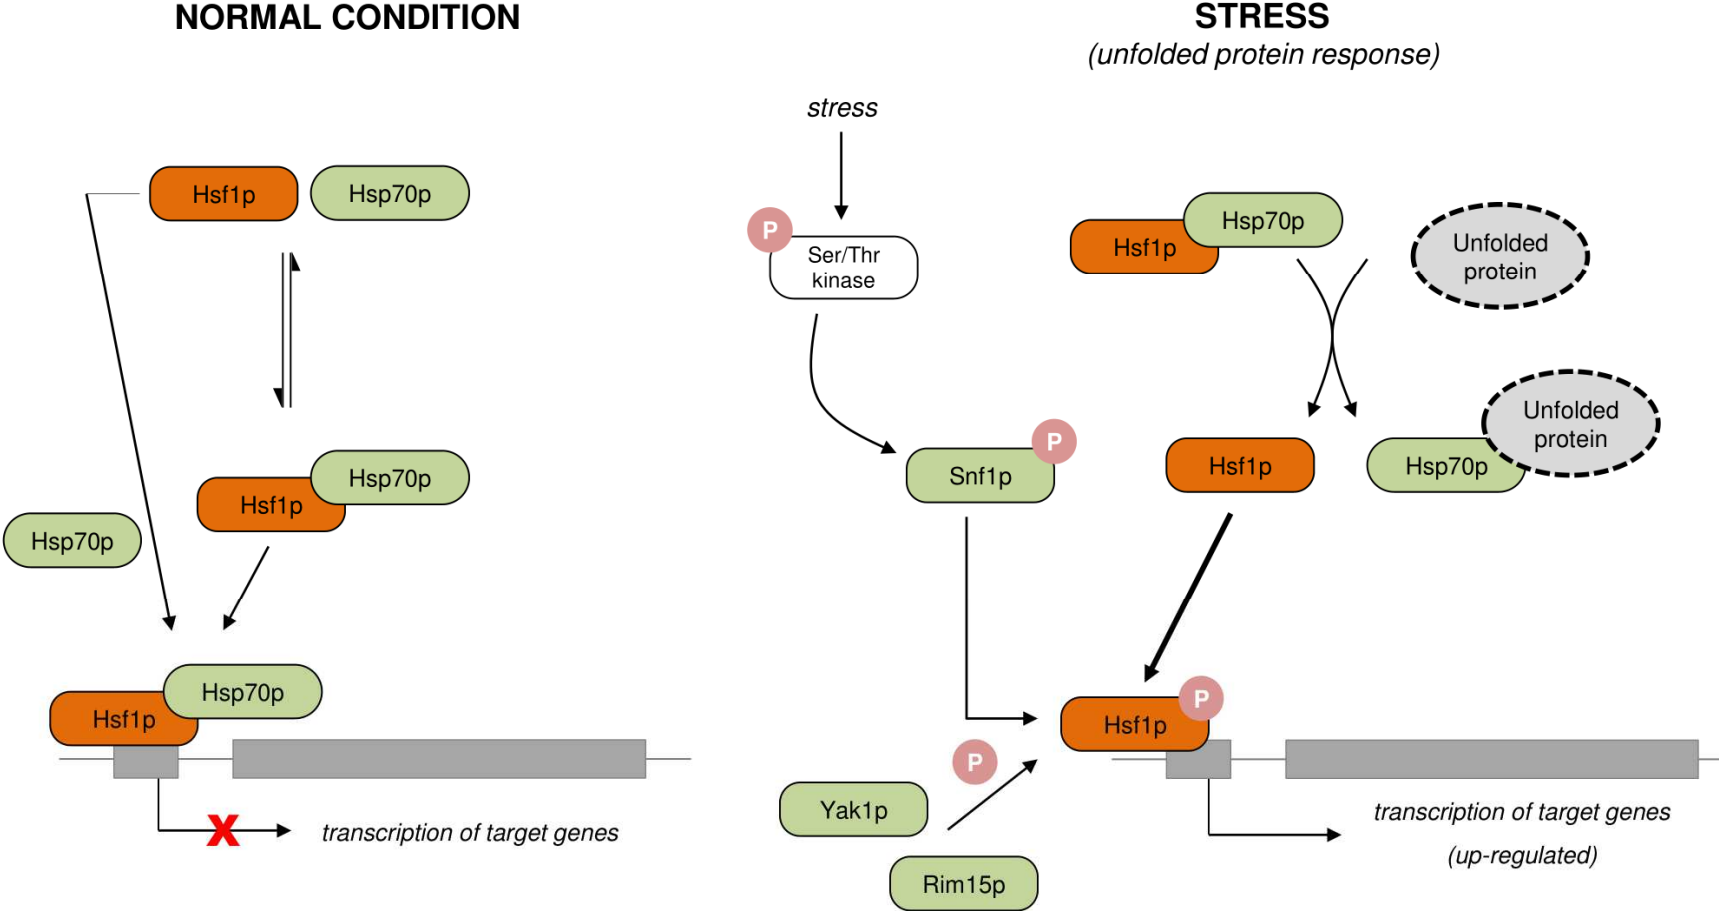 NORMAL CONDITION
Hsf1p
Hsp70p
Hsp70p
Hsf1p
Hsp70p
Hsp70p
Hsf1p
X
transcription of target genes
STRESS
(unfolded protein response)
stress
P
Ser/Thr
kinase
Hsp70p
Hsf1p
Unfolded
protein
P
Snf1p
Hsf1p
Hsp70p
Unfolded
protein
P
Hsf1p
P
Yak1p
Rim15p
transcription of target genes
(up-regulated)